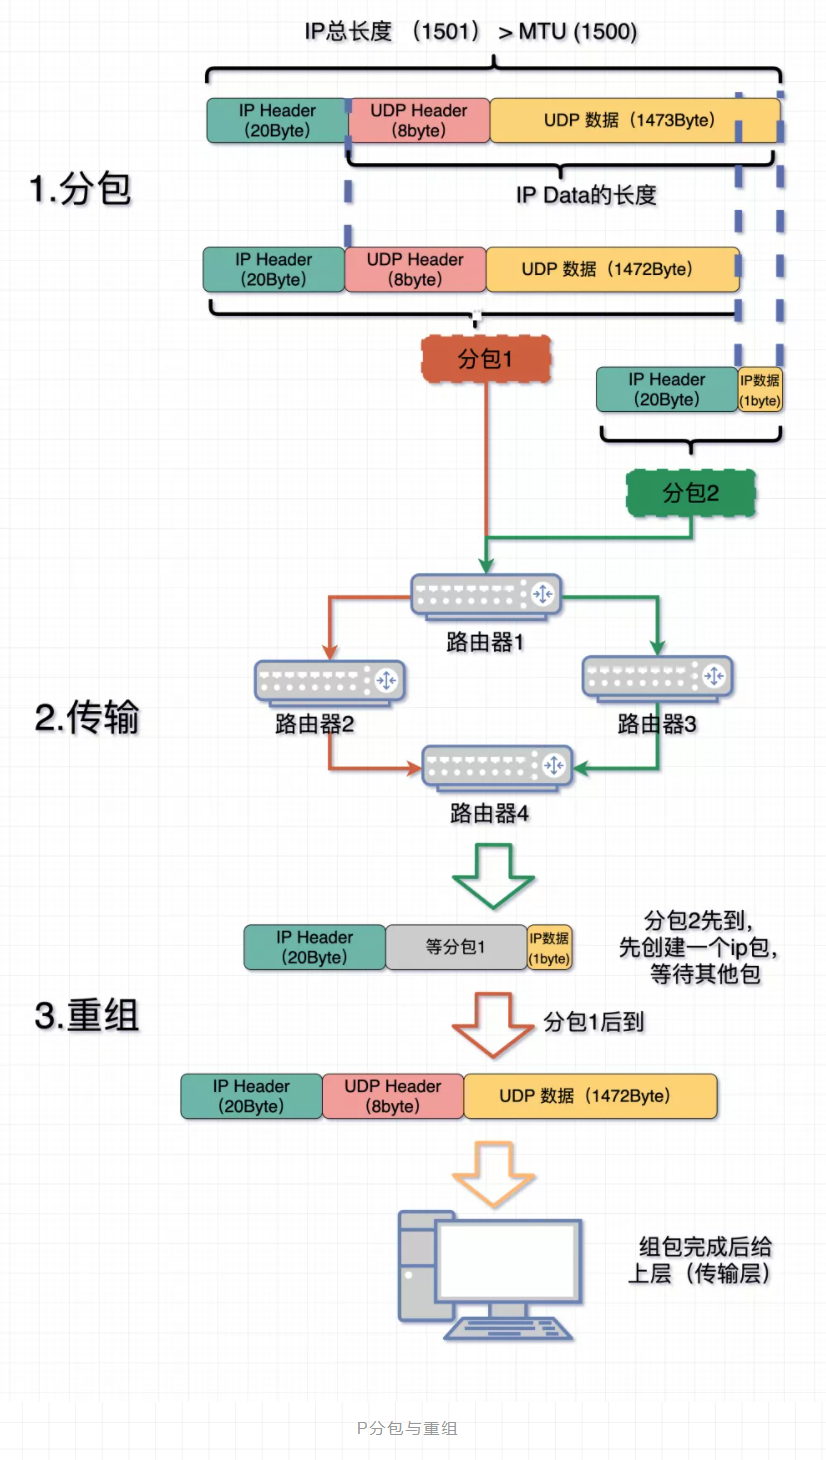 IP总长度 （1501） > MTU (1500)
IP Header
（20Byte）
UDP Header
（8byte）
UDP 数据（1473Byte）
1.分包
IP Data的长度
IP Header
（20Byte）
UDP Header
（8byte）
UDP 数据（1472Byte）
分包1
IP Header
（20Byte）
IP数据
(1byte)
分包2
路由器1
2.传输
路由器2
路由器3
路由器4
IP Header
（20Byte）
等分包1
IP数据
(1byte)
分包2先到，
先创建一个ip包，
等待其他包
3.重组
分包1后到
IP Header
（20Byte）
UDP Header
（8byte）
UDP 数据（1472Byte）
组包完成后给
上层（传输层）
P分包与重组